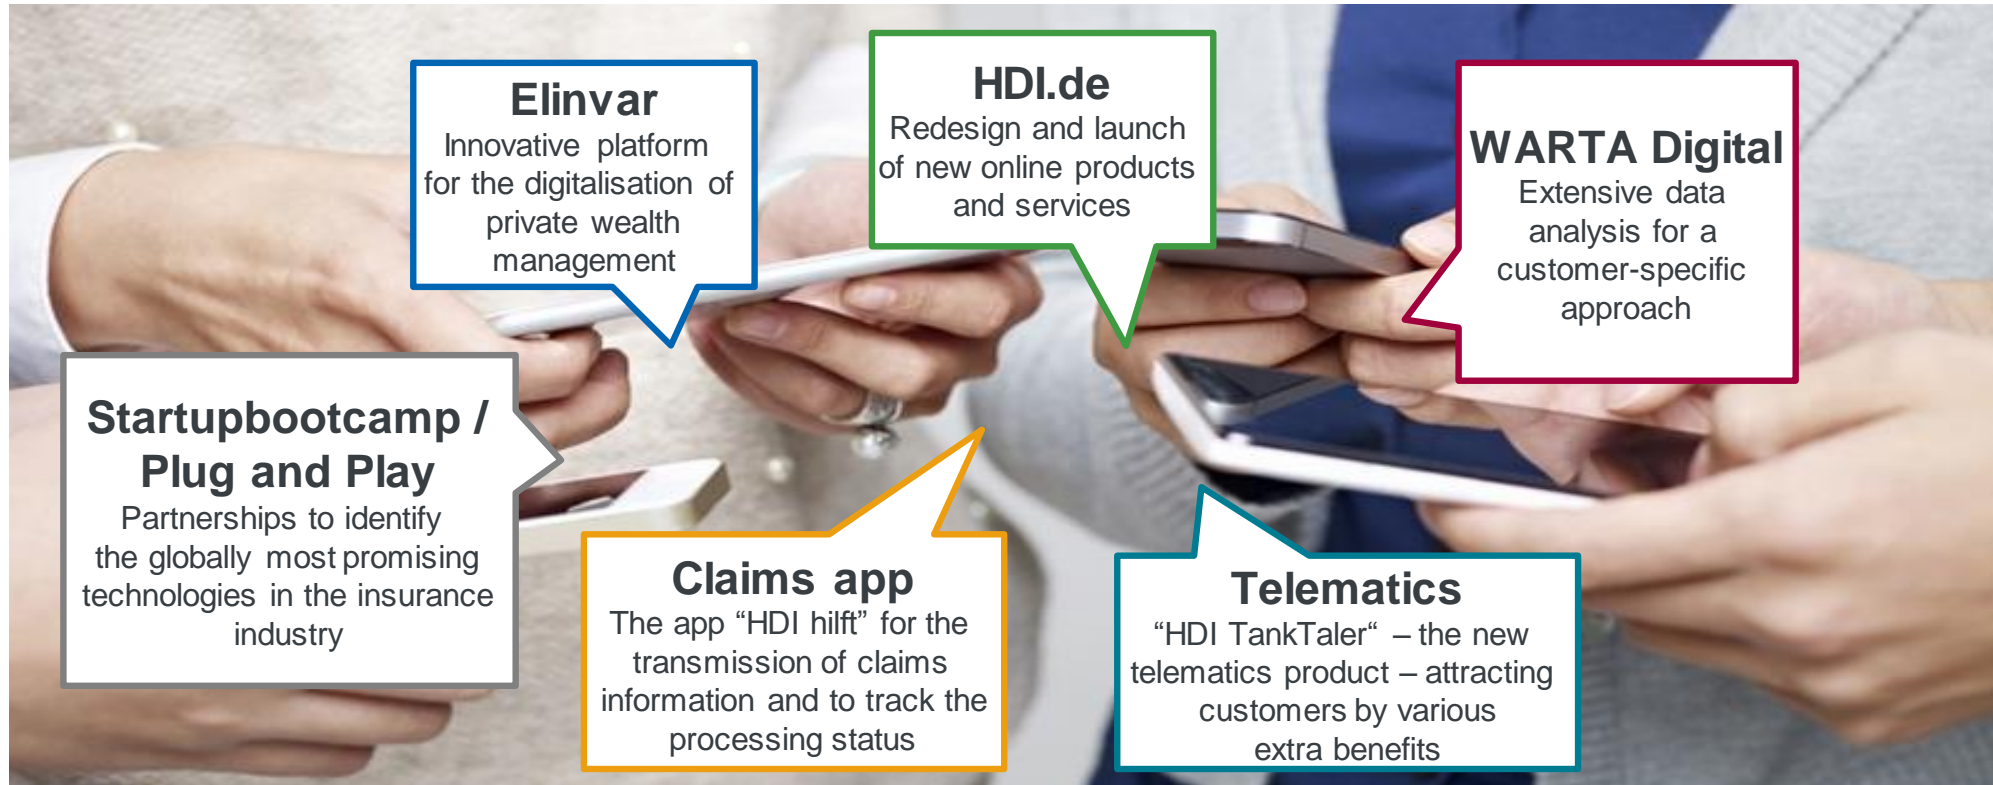 Elinvar
Innovative platform
for the digitalisation of
private wealth
management
HDI.de
Redesign and launch
of new online products
and services
WARTA Digital
Extensive data
analysis for a
customer-specific
approach
Startupbootcamp /
Plug and Play
Partnerships to identify
the globally most promising
technologies in the insurance
industry
Claims app
The app “HDI hilft” for the
transmission of claims
information and to track the
processing status
Telematics
“HDI TankTaler“ – the new
telematics product – attracting
customers by various
extra benefits